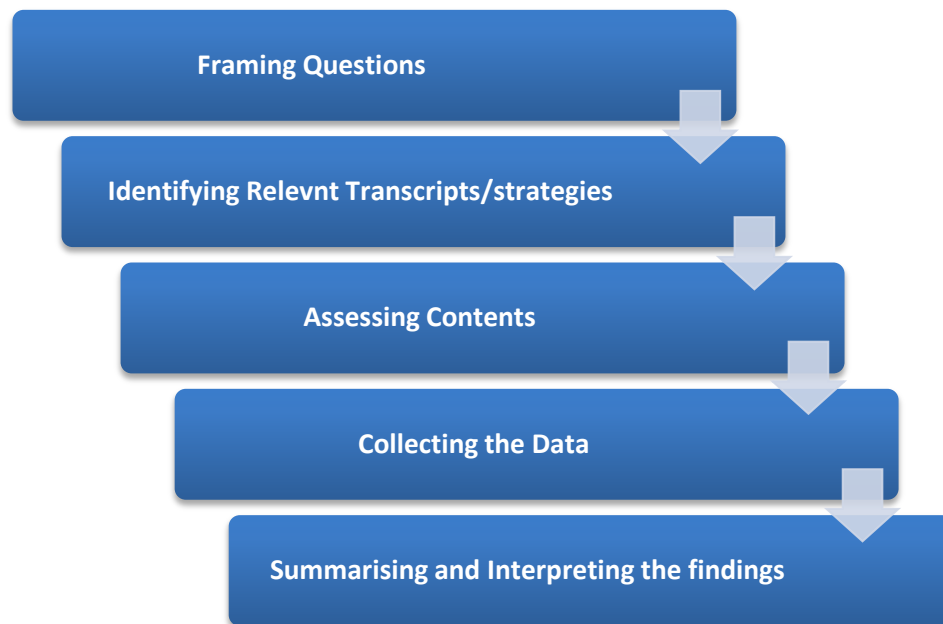 Framing Questions
Identifying Relevnt Transcripts/strategies
Assessing Contents
Collecting the Data
Summarising and Interpreting the findings